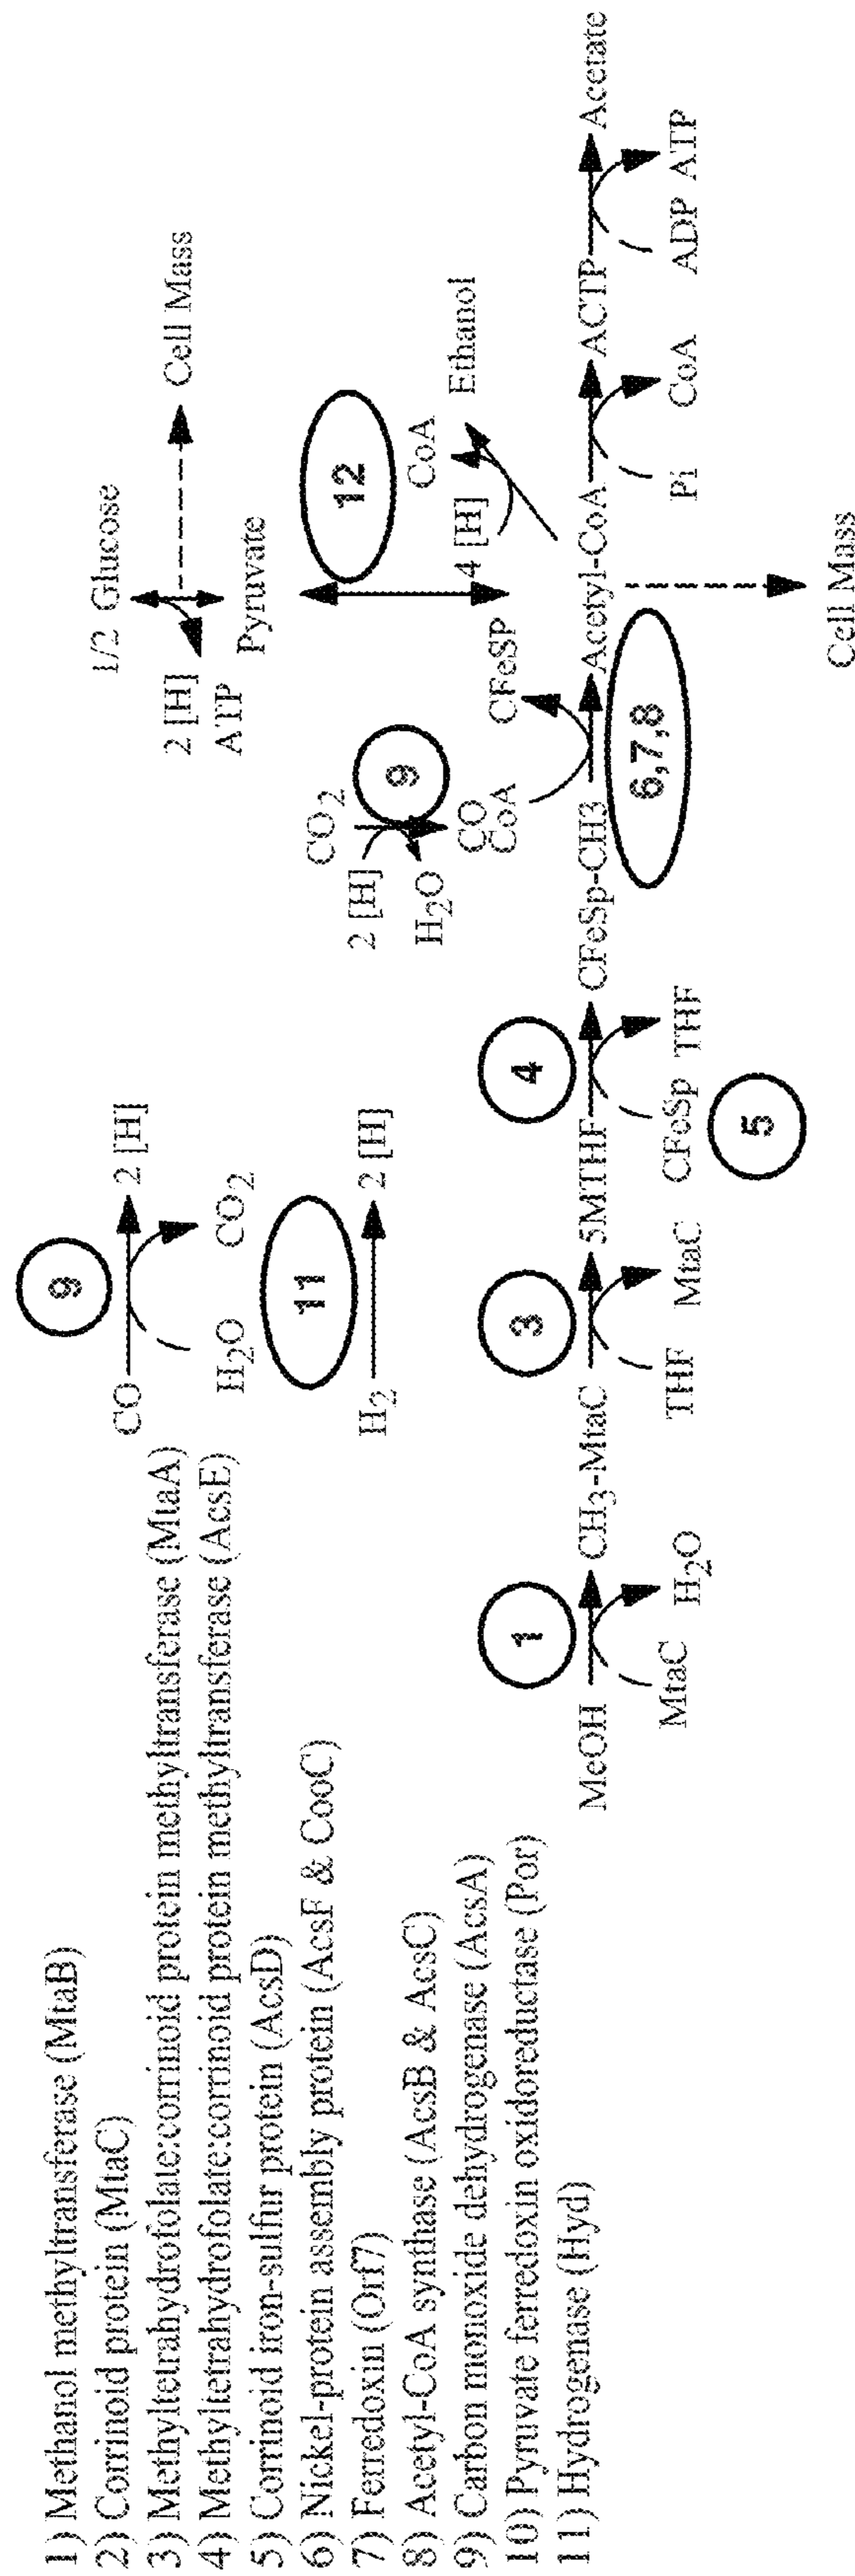 1) Methanol methyltransferase (MtaB)
2) Corrinoid protein (MtaC)
3) Methyltetrahydrofolate:corrinoid protein methyltransferase (MtaA)
4) Methyltetrahydrofolate:corrinoid protein methyltransferase (AcsE)
5) Corrinoid iron-sulfur protein (AcsD)
6) Nickel-protein assembly protein (AcsF & CooC)
7) Ferredoxin (Orf7)
8) Acetyl-CoA synthase (AcsB & AcsC)
9) Carbon monoxide dehydrogenase (AcsA)
10) Pyruvate ferredoxin oxidoreductase (Por)
11) Hydrogenase (Hyd)
9
CO
2 [H]
H2O
CO2
11
H2
2 [H]
1/2 Glucose
2 [H]
ATP
Cell Mass
Pyruvate
12
CO2
2 [H]
9
H2O
CO
CoA
CFeSP
4 [H]
CoA
Ethanol
1
3
4
MeOH
CH3-MtaC
5MTHF
CFeSp-CH3
Acetyl-CoA
ACTP
Acetate
MtaC
H2O
THF
MtaC
CFeSp
THF
6,7,8
Pi
CoA
ADP
ATP
5
Cell Mass